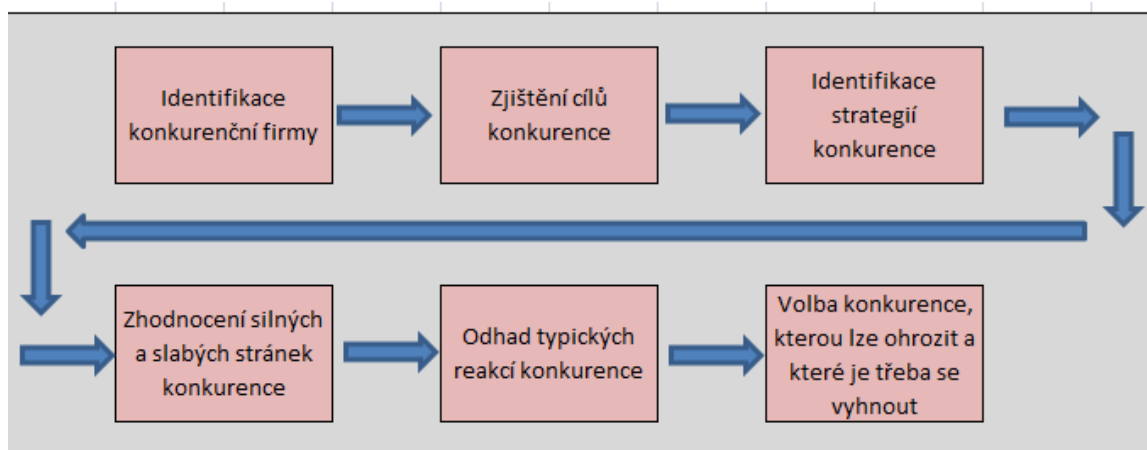 Identifikace
konkurenční firmy
Zjištění cílů
konkurence
Identifikace
strategií
konkurence
Zhodnocení silných
a slabých stránek
konkurence
Odhad typických
reakcí konkurence
Volba konkurence,
kterou lze ohrozit a
které je třeba se
vyhnout